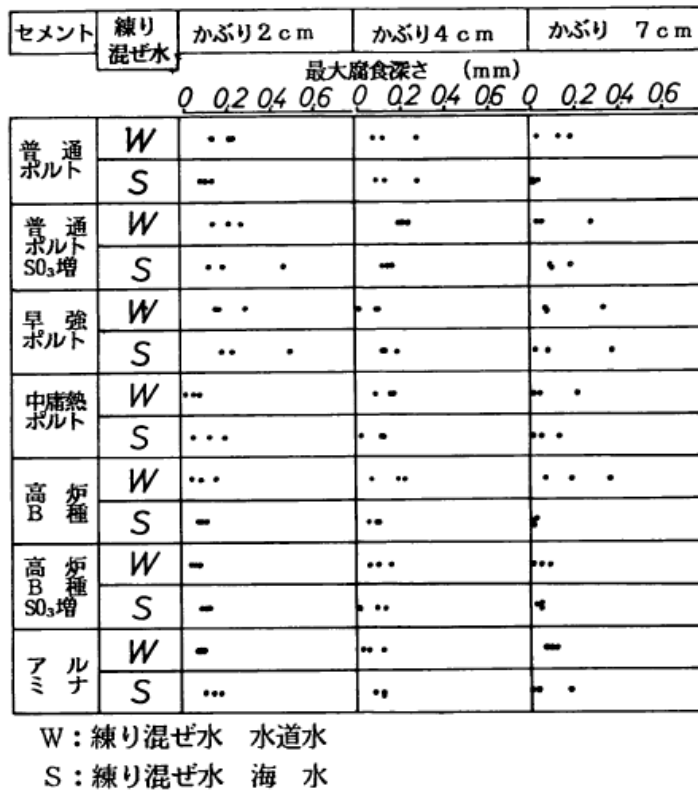 セメント 練り混ぜ水 かぶり2cm かぶり4cm かぶり 7cm
最大腐食深さ (mm)
0 0.2 0.4 0.6 0 0.2 0.4 0.6 0 0.2 0.4 0.6
普通ポルト W
S
普通ポルトSO₃増 W
S
早強ポルト W
S
中庸熱ポルト W
S
高炉B種 W
S
高炉B種SO₃増 W
S
アルミナ W
S
W:練り混ぜ水 水道水
S:練り混ぜ水 海水